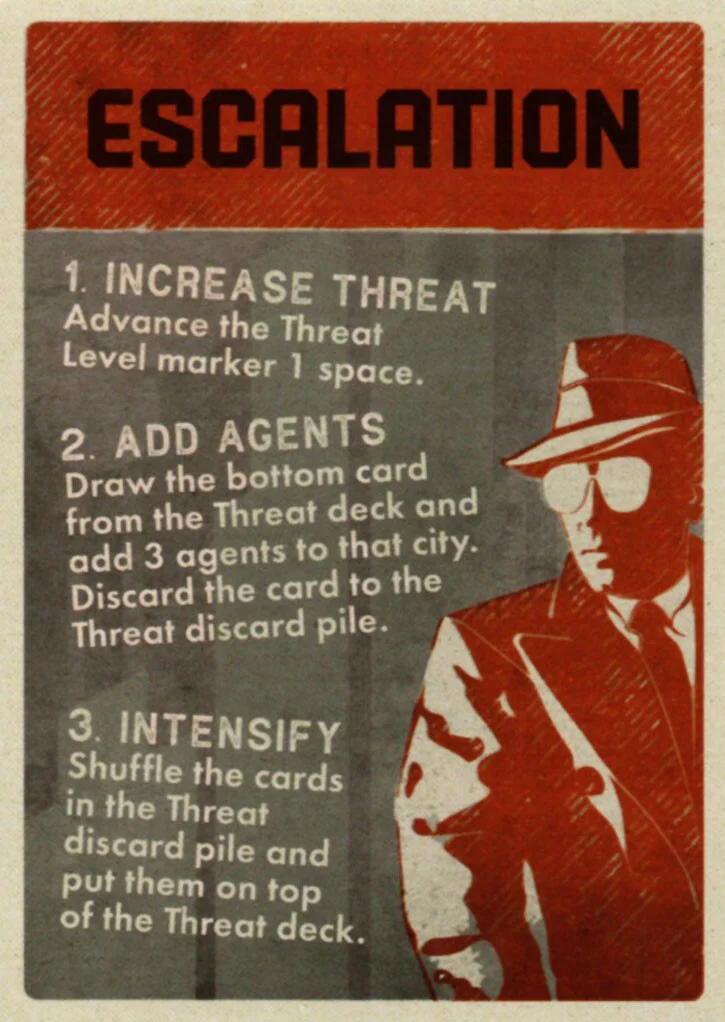 ESCALATION
1. INCREASE THREAT
Advance the Threat
Level marker 1 space.
2. ADD AGENTS
Draw the bottom card
from the Threat deck and
add 3 agents to that city.
Discard the card to the
Threat discard pile.
3. INTENSIFY
Shuffle the cards
in the Threat
discard pile and
put them on top
of the Threat deck.